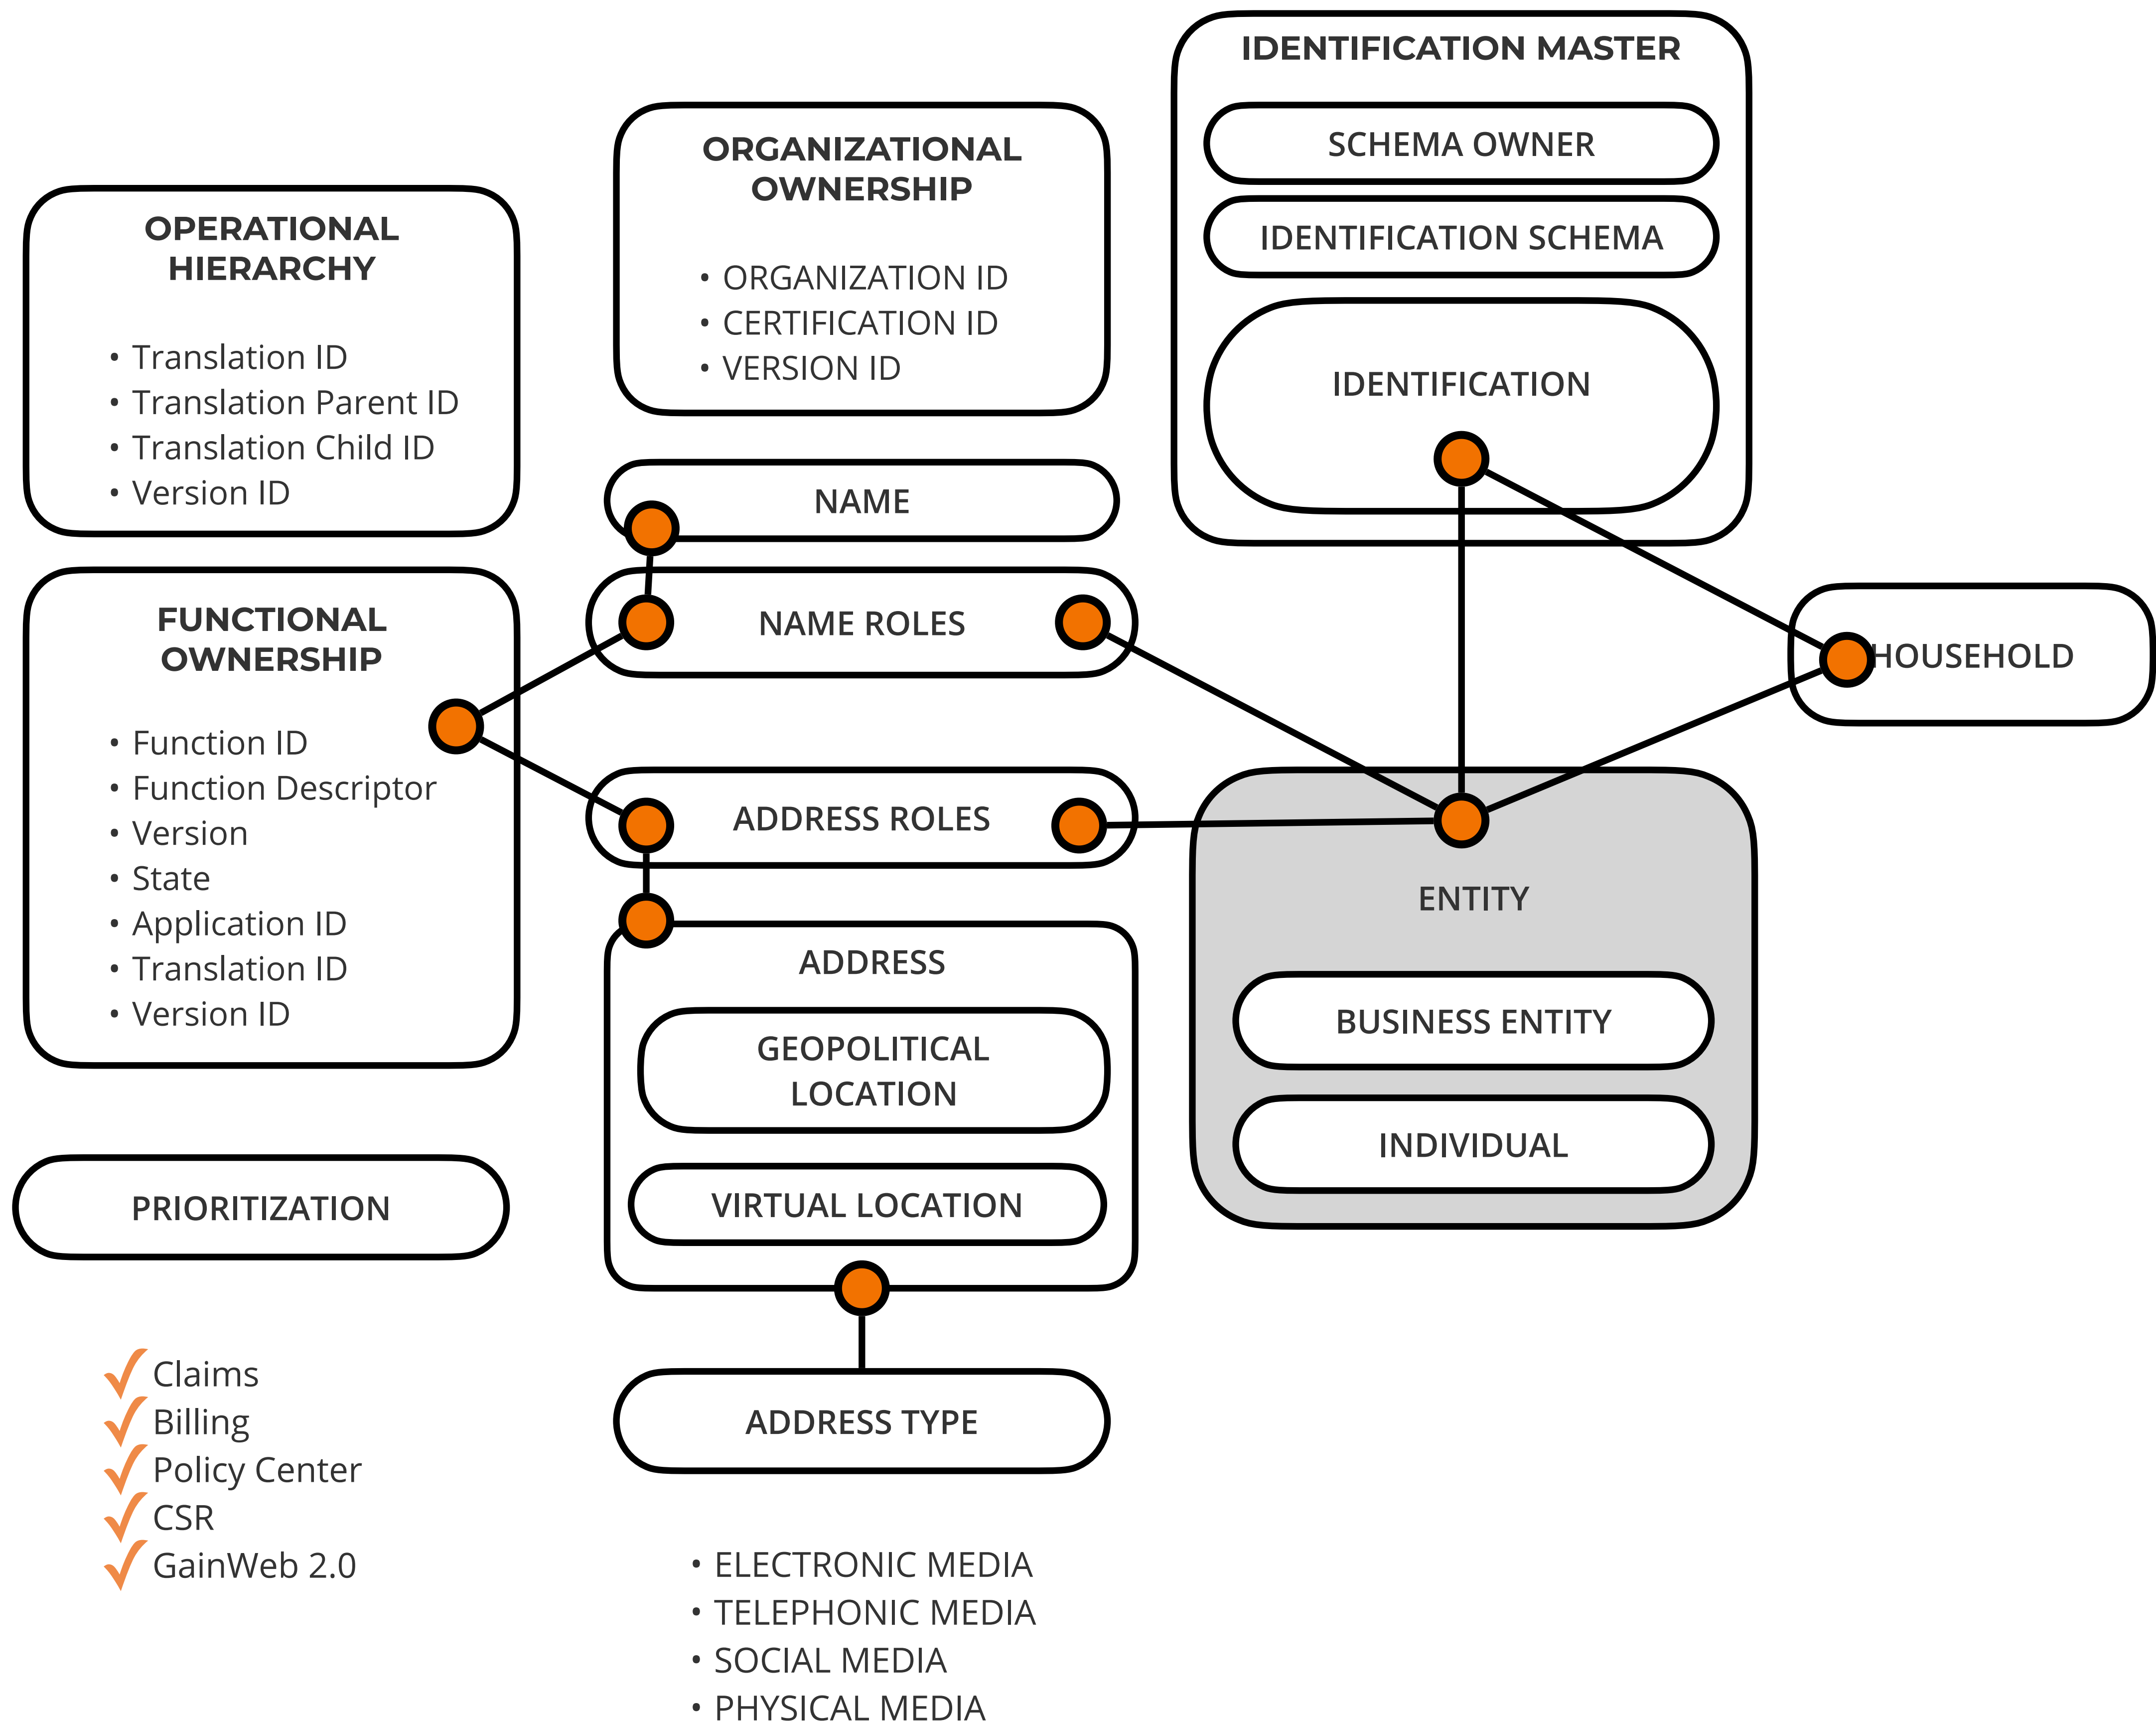 OPERATIONAL
HIERARCHY
• Translation ID
• Translation Parent ID
• Translation Child ID
• Version ID
FUNCTIONAL
OWNERSHIP
• Function ID
• Function Descriptor
• Version
• State
• Application ID
• Translation ID
• Version ID
PRIORITIZATION
Claims
Billing
Policy Center
CSR
GainWeb 2.0
ORGANIZATIONAL
OWNERSHIP
• ORGANIZATION ID
• CERTIFICATION ID
• VERSION ID
NAME
NAME ROLES
ADDRESS ROLES
ADDRESS
GEOPOLITICAL
LOCATION
VIRTUAL LOCATION
ADDRESS TYPE
• ELECTRONIC MEDIA
• TELEPHONIC MEDIA
• SOCIAL MEDIA
• PHYSICAL MEDIA
IDENTIFICATION MASTER
SCHEMA OWNER
IDENTIFICATION SCHEMA
IDENTIFICATION
HOUSEHOLD
ENTITY
BUSINESS ENTITY
INDIVIDUAL